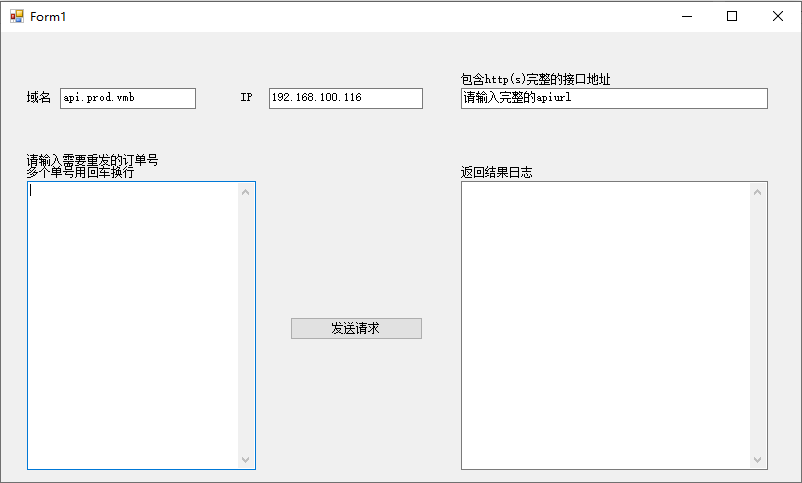 Form1
包含http(s)完整的接口地址
域名 api.prod.vmb IP 192.168.100.116 请输入完整的apiurl
请输入需要重发的订单号
多个单号用回车换行
返回结果日志
发送请求